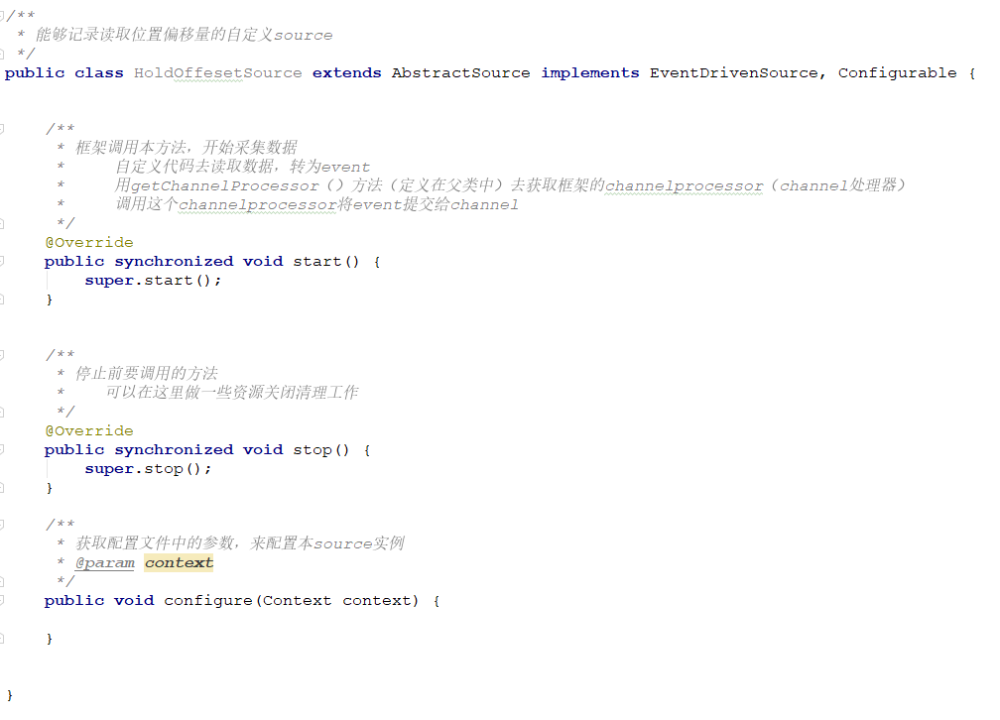 /**
 * 能够记录读取位置偏移量的自定义source
 */
public class HoldOffesetSource extends AbstractSource implements EventDrivenSource, Configurable {
    /**
     * 框架调用本方法，开始采集数据
     *     自定义代码去读取数据，转为event
     *     用getChannelProcessor（）方法（定义在父类中）去获取框架的channelprocessor（channel处理器）
     *     调用这个channelprocessor将event提交给channel
     */
    @Override
    public synchronized void start() {
        super.start();
    }
    /**
     * 停止前要调用的方法
     *    可以在这里做一些资源关闭清理工作
     */
    @Override
    public synchronized void stop() {
        super.stop();
    }
    /**
     * 获取配置文件中的参数，来配置本source实例
     * @param context
     */
    public void configure(Context context) {
    }
}